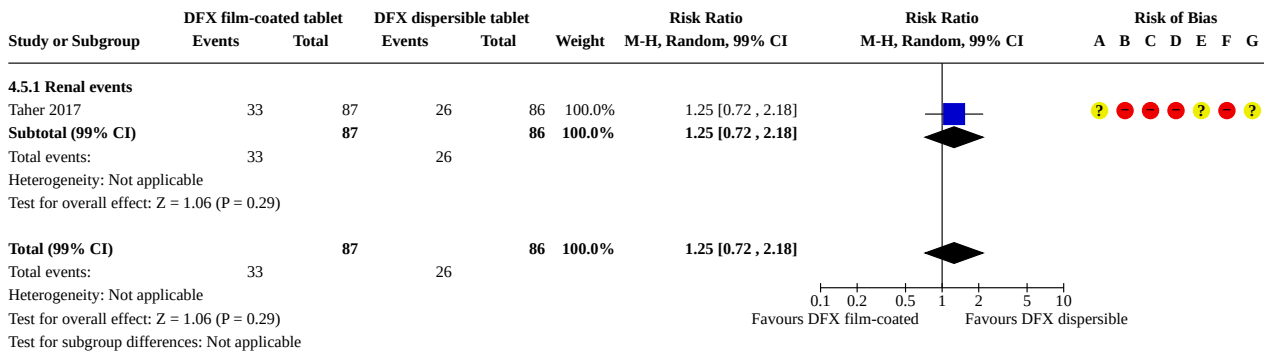 DFX film-coated tablet DFX dispersible tablet Risk Ratio Risk Ratio Risk of Bias
Study or Subgroup Events Total Events Total Weight M-H, Random, 99% CI M-H, Random, 99% CI A B C D E F G
4.5.1 Renal events
Taher 2017 33 87 26 86 100.0% 1.25 [0.72 , 2.18] ? − − − ? − ?
Subtotal (99% CI) 87 86 100.0% 1.25 [0.72 , 2.18]
Total events: 33 26
Heterogeneity: Not applicable
Test for overall effect: Z = 1.06 (P = 0.29)
Total (99% CI) 87 86 100.0% 1.25 [0.72 , 2.18]
Total events: 33 26
Heterogeneity: Not applicable
0.1 0.2 0.5 1 2 5 10
Test for overall effect: Z = 1.06 (P = 0.29) Favours DFX film-coated Favours DFX dispersible
Test for subgroup differences: Not applicable